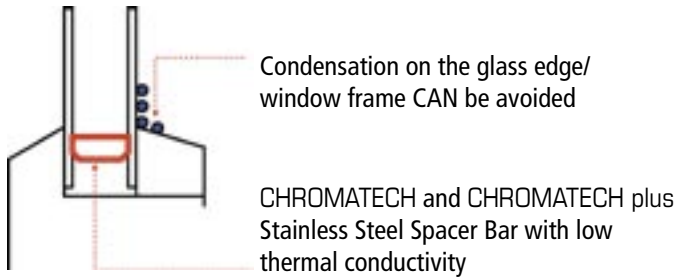 Condensation on the glass edge/
window frame CAN be avoided
CHROMATECH and CHROMATECH plus
Stainless Steel Spacer Bar with low
thermal conductivity